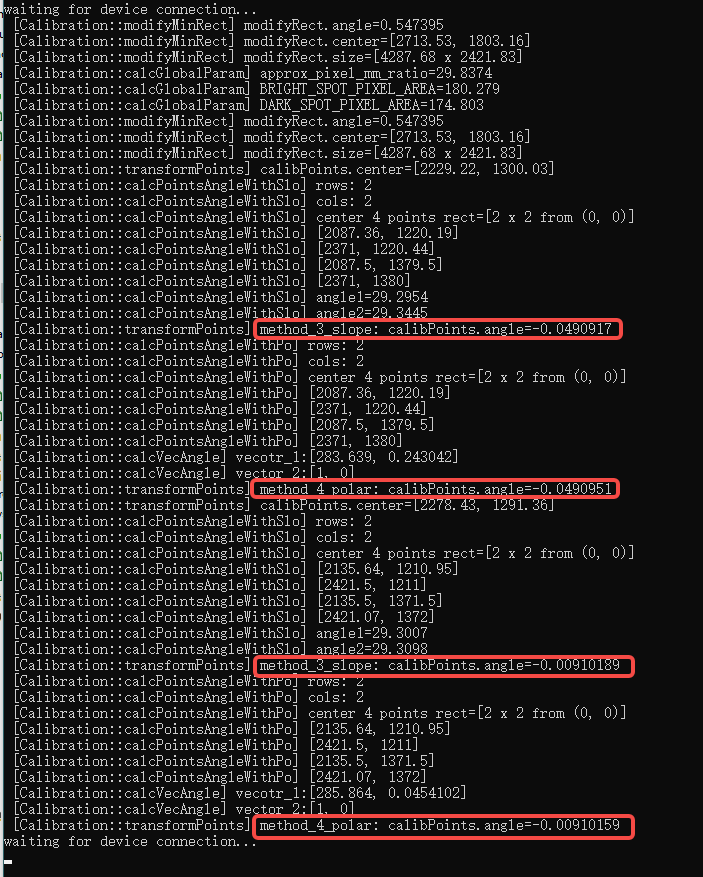 waiting for device connection...
[Calibration::modifyMinRect] modifyRect.angle=0.547395
[Calibration::modifyMinRect] modifyRect.center=[2713.53, 1803.16]
[Calibration::modifyMinRect] modifyRect.size=[4287.68 x 2421.83]
[Calibration::calcGlobalParam] approx_pixel_mm_ratio=29.8374
[Calibration::calcGlobalParam] BRIGHT_SPOT_PIXEL_AREA=180.279
[Calibration::calcGlobalParam] DARK_SPOT_PIXEL_AREA=174.803
[Calibration::modifyMinRect] modifyRect.angle=0.547395
[Calibration::modifyMinRect] modifyRect.center=[2713.53, 1803.16]
[Calibration::modifyMinRect] modifyRect.size=[4287.68 x 2421.83]
[Calibration::transformPoints] calibPoints.center=[2229.22, 1300.03]
[Calibration::calcPointsAngleWithSlo] rows: 2
[Calibration::calcPointsAngleWithSlo] cols: 2
[Calibration::calcPointsAngleWithSlo] center 4 points rect=[2 x 2 from (0, 0)]
[Calibration::calcPointsAngleWithSlo] [2087.36, 1220.19]
[Calibration::calcPointsAngleWithSlo] [2371, 1220.44]
[Calibration::calcPointsAngleWithSlo] [2087.5, 1379.5]
[Calibration::calcPointsAngleWithSlo] [2371, 1380]
[Calibration::calcPointsAngleWithSlo] angle1=29.2954
[Calibration::calcPointsAngleWithSlo] angle2=29.3445
[Calibration::transformPoints] method_3_slope: calibPoints.angle=-0.0490917
[Calibration::calcPointsAngleWithPo] rows: 2
[Calibration::calcPointsAngleWithPo] cols: 2
[Calibration::calcPointsAngleWithPo] center 4 points rect=[2 x 2 from (0, 0)]
[Calibration::calcPointsAngleWithPo] [2087.36, 1220.19]
[Calibration::calcPointsAngleWithPo] [2371, 1220.44]
[Calibration::calcPointsAngleWithPo] [2087.5, 1379.5]
[Calibration::calcPointsAngleWithPo] [2371, 1380]
[Calibration::calcVecAngle] vecotr_1:[283.639, 0.243042]
[Calibration::calcVecAngle] vector_2:[1, 0]
[Calibration::transformPoints] method_4_polar: calibPoints.angle=-0.0490951
[Calibration::transformPoints] calibPoints.center=[2278.43, 1291.36]
[Calibration::calcPointsAngleWithSlo] rows: 2
[Calibration::calcPointsAngleWithSlo] cols: 2
[Calibration::calcPointsAngleWithSlo] center 4 points rect=[2 x 2 from (0, 0)]
[Calibration::calcPointsAngleWithSlo] [2135.64, 1210.95]
[Calibration::calcPointsAngleWithSlo] [2421.5, 1211]
[Calibration::calcPointsAngleWithSlo] [2135.5, 1371.5]
[Calibration::calcPointsAngleWithSlo] [2421.07, 1372]
[Calibration::calcPointsAngleWithSlo] angle1=29.3007
[Calibration::calcPointsAngleWithSlo] angle2=29.3098
[Calibration::transformPoints] method_3_slope: calibPoints.angle=-0.00910189
[Calibration::calcPointsAngleWithPo] rows: 2
[Calibration::calcPointsAngleWithPo] cols: 2
[Calibration::calcPointsAngleWithPo] center 4 points rect=[2 x 2 from (0, 0)]
[Calibration::calcPointsAngleWithPo] [2135.64, 1210.95]
[Calibration::calcPointsAngleWithPo] [2421.5, 1211]
[Calibration::calcPointsAngleWithPo] [2135.5, 1371.5]
[Calibration::calcPointsAngleWithPo] [2421.07, 1372]
[Calibration::calcVecAngle] vecotr_1:[285.864, 0.0454102]
[Calibration::calcVecAngle] vector_2:[1, 0]
[Calibration::transformPoints] method_4_polar: calibPoints.angle=-0.00910159
waiting for device connection...